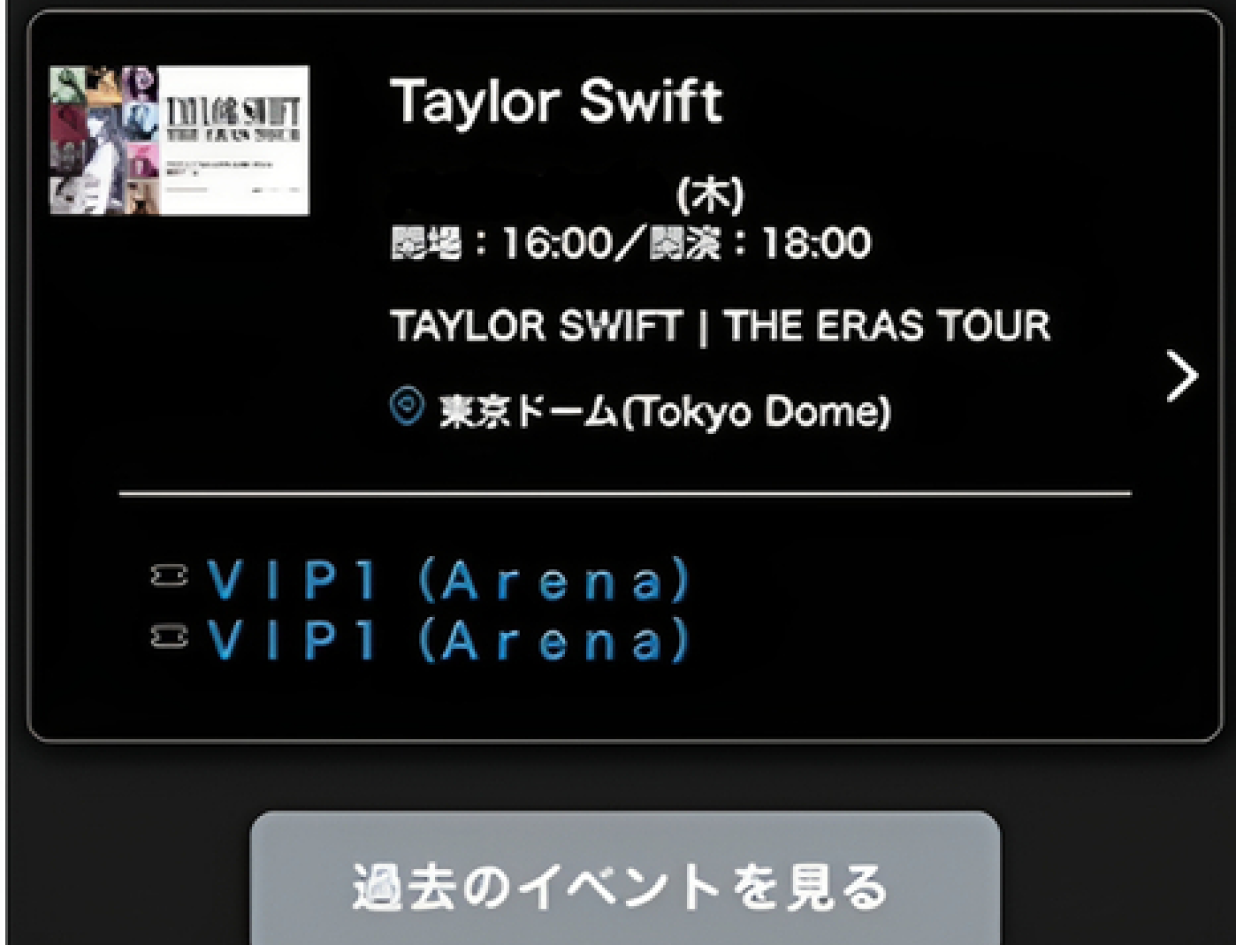 TAYLOR SWIFT
THE ERAS TOUR
Taylor Swift
(木)
開場：16:00／開演：18:00
TAYLOR SWIFT | THE ERAS TOUR
東京ドーム(Tokyo Dome)
ＶＩＰ１（Ａｒｅｎａ）
ＶＩＰ１（Ａｒｅｎａ）
過去のイベントを見る